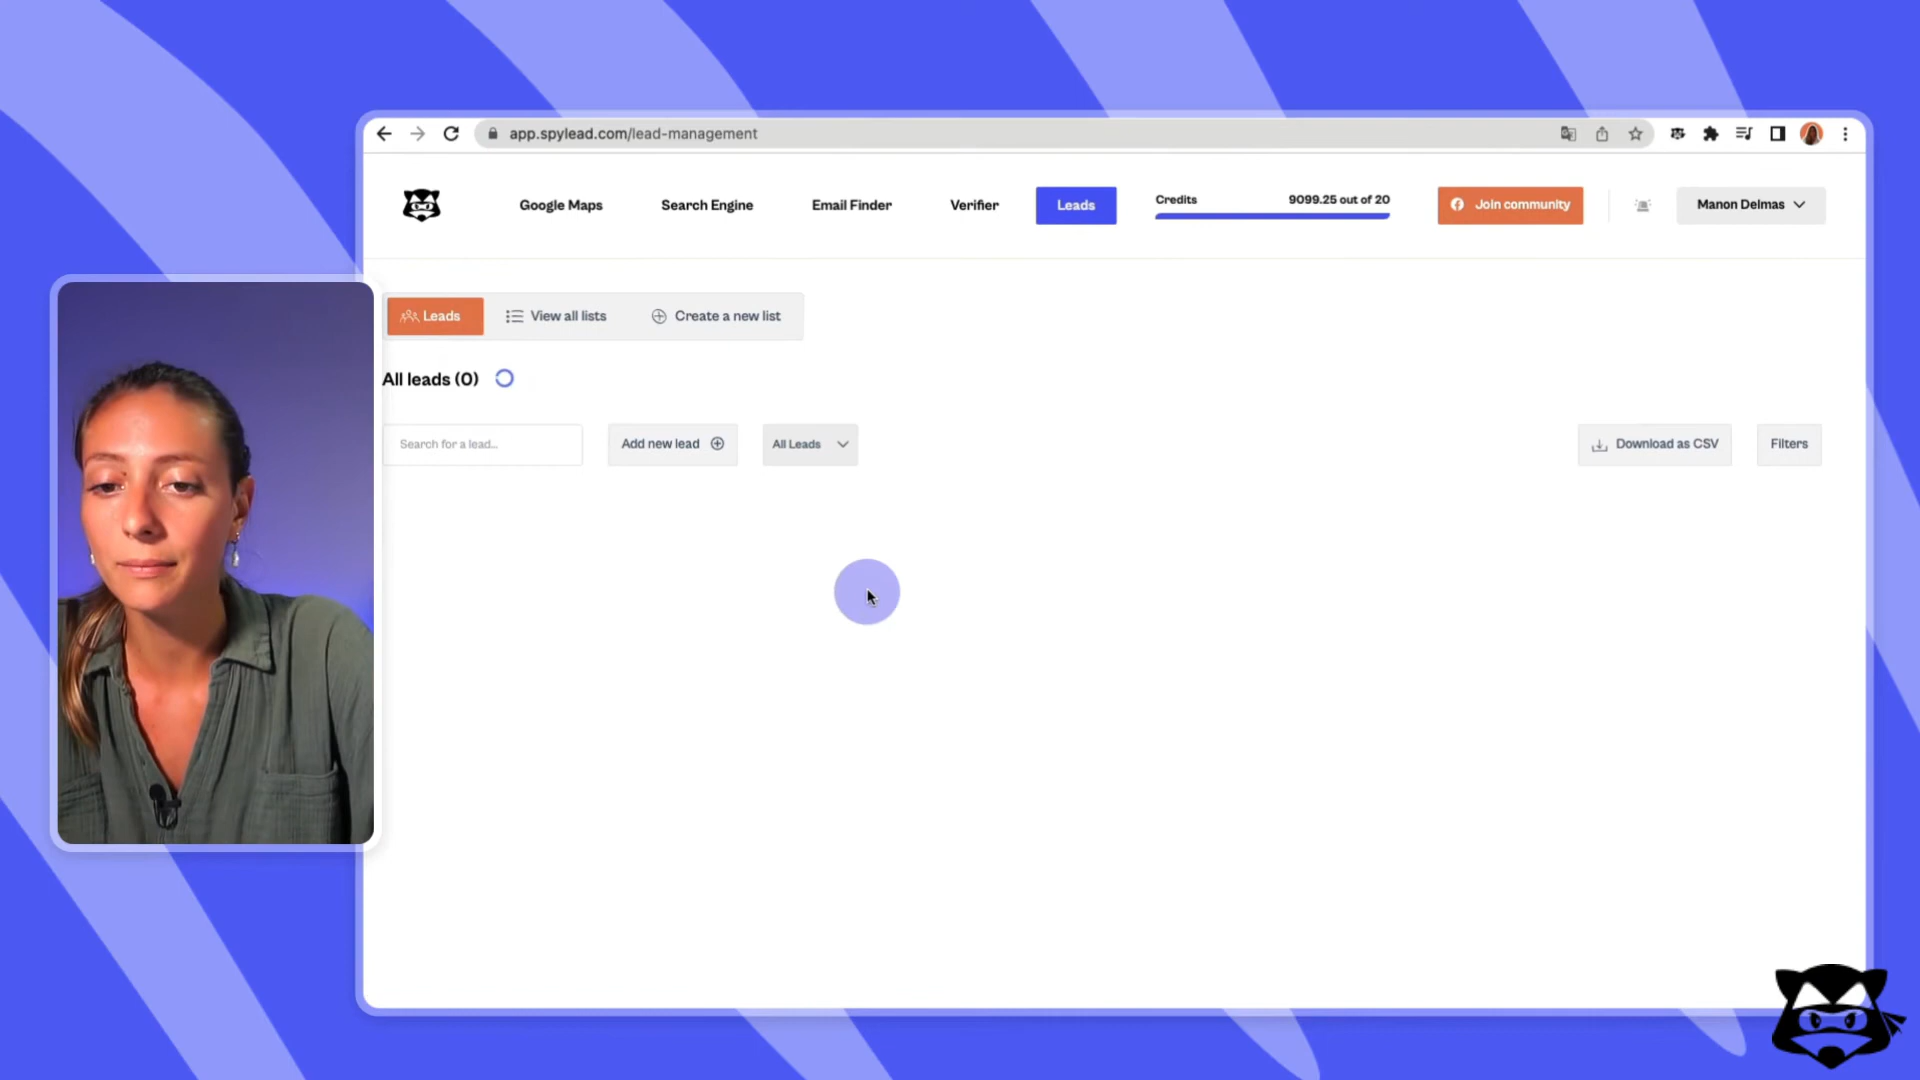 app.spylead.com/lead-management
Google Maps
Search Engine
Email Finder
Verifier
Leads
Credits
9099.25 out of 20
Join community
Manon Delmas
Leads
View all lists
Create a new list
All leads (0)
Search for a lead...
Add new lead
All Leads
Download as CSV
Filters